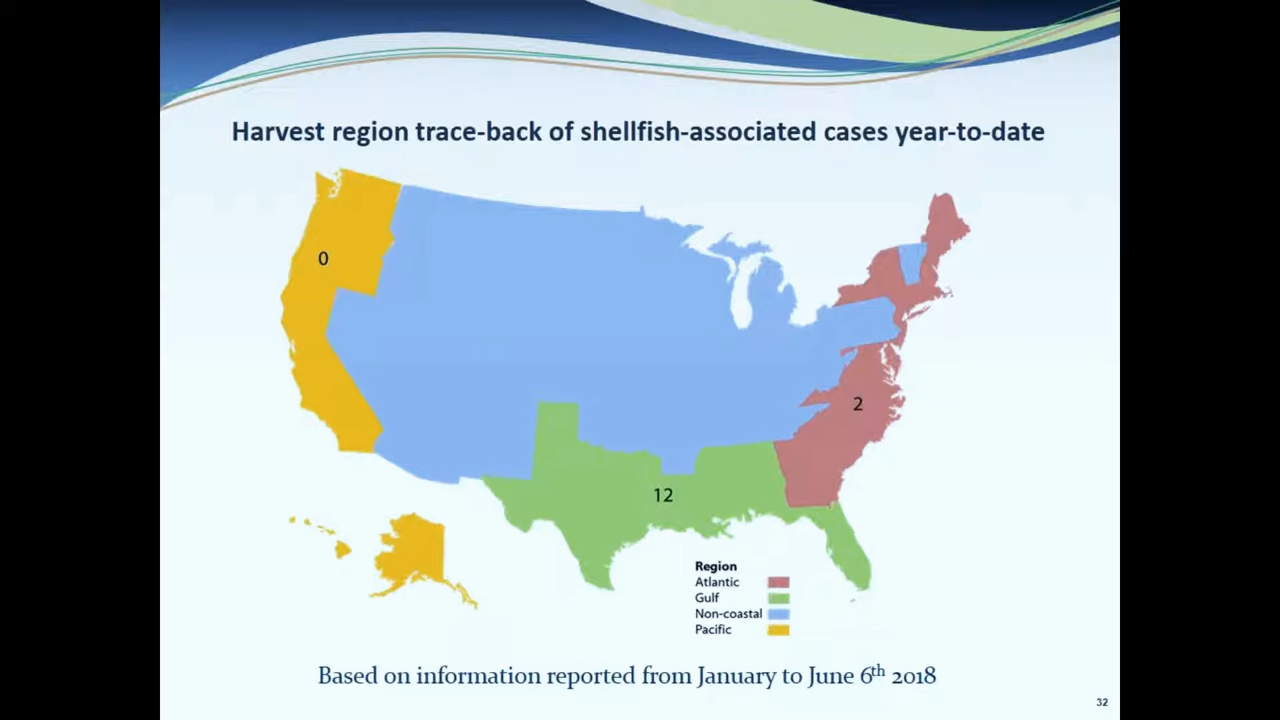 Harvest region trace-back of shellfish-associated cases year-to-date
0
2
12
Region
Atlantic
Gulf
Non-coastal
Pacific
Based on information reported from January to June 6th 2018
32